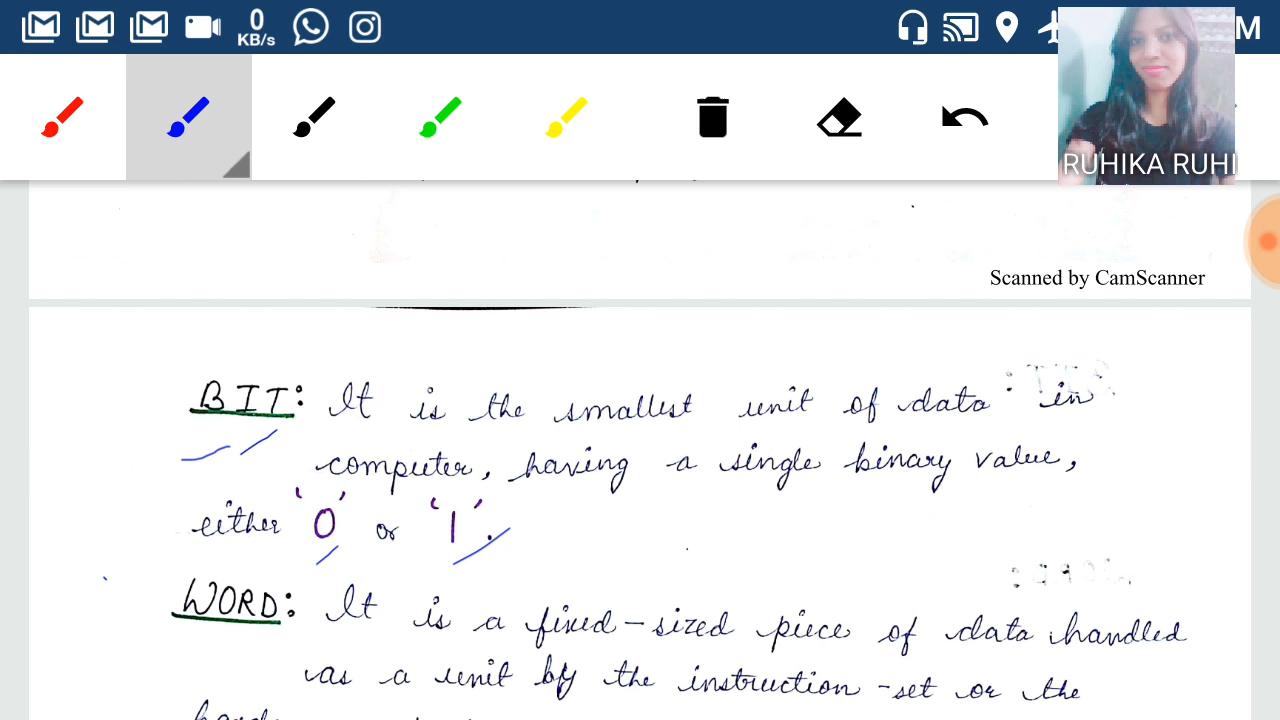 0
KB/s
M
RUHIKA RUHI
Scanned by CamScanner
BIT: It is the smallest unit of data in
computer, having a single binary value,
either '0' or '1'.
WORD: It is a fixed-sized piece of data handled
as a unit by the instruction-set or the